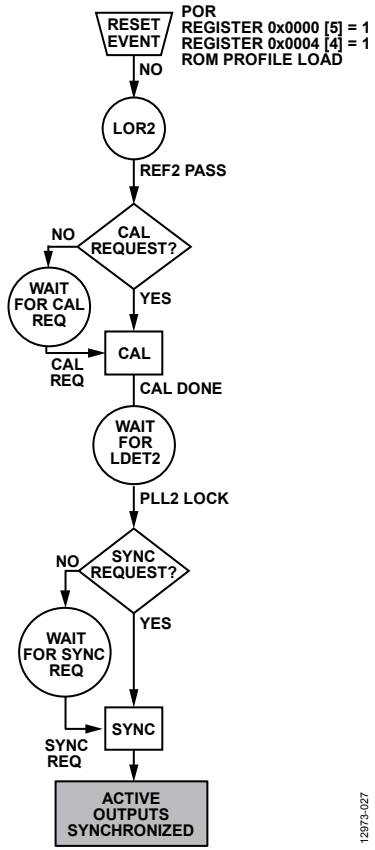 RESET
EVENT
POR
REGISTER 0x0000 [5] = 1
REGISTER 0x0004 [4] = 1
ROM PROFILE LOAD
NO
LOR2
REF2 PASS
CAL
REQUEST?
NO
WAIT
FOR CAL
REQ
YES
CAL
CAL
REQ
CAL DONE
WAIT
FOR
LDET2
PLL2 LOCK
SYNC
REQUEST?
NO
YES
WAIT
FOR SYNC
REQ
SYNC
SYNC
REQ
ACTIVE
OUTPUTS
SYNCHRONIZED
12973-027